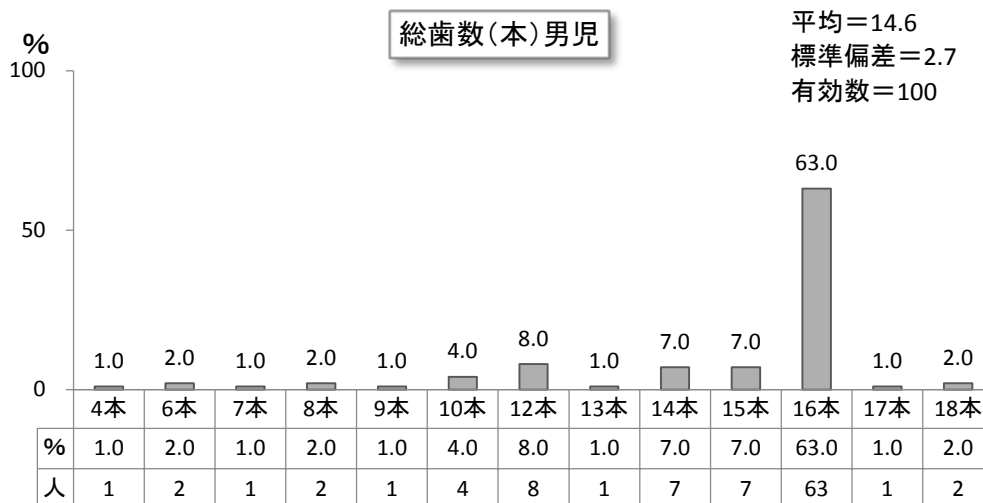 総歯数(本)男児
平均=14.6
標準偏差=2.7
有効数=100
%
100
50
0
1.0 2.0 1.0 2.0 1.0 4.0 8.0 1.0 7.0 7.0 63.0 1.0 2.0
4本 6本 7本 8本 9本 10本 12本 13本 14本 15本 16本 17本 18本
% 1.0 2.0 1.0 2.0 1.0 4.0 8.0 1.0 7.0 7.0 63.0 1.0 2.0
人 1 2 1 2 1 4 8 1 7 7 63 1 2